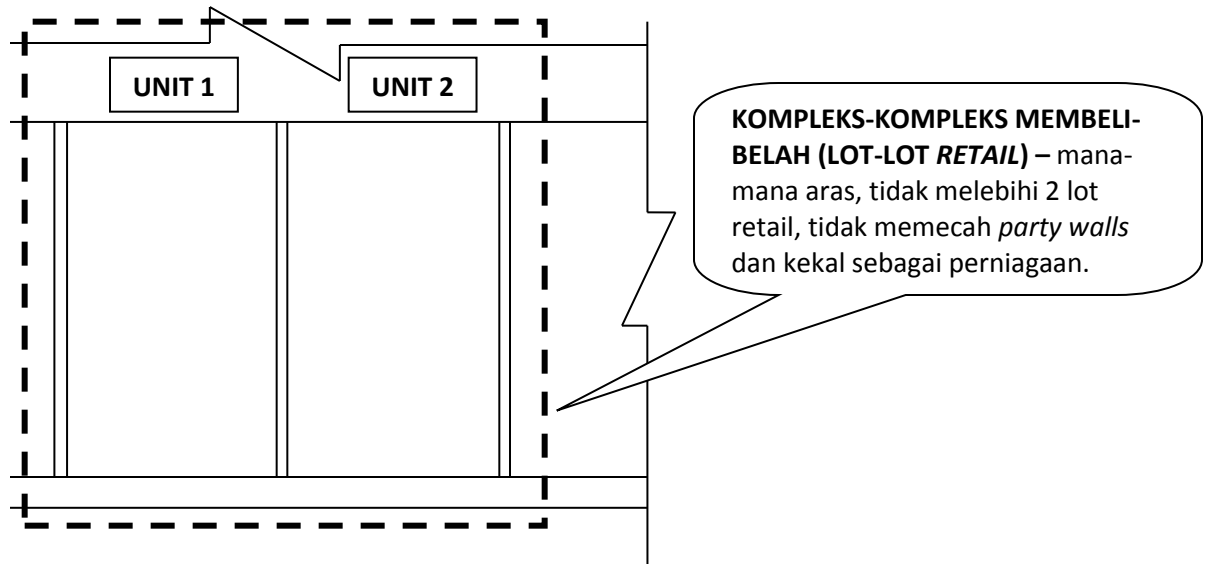 UNIT 1
UNIT 2
KOMPLEKS-KOMPLEKS MEMBELI-
BELAH (LOT-LOT RETAIL) – mana-
mana aras, tidak melebihi 2 lot
retail, tidak memecah party walls
dan kekal sebagai perniagaan.